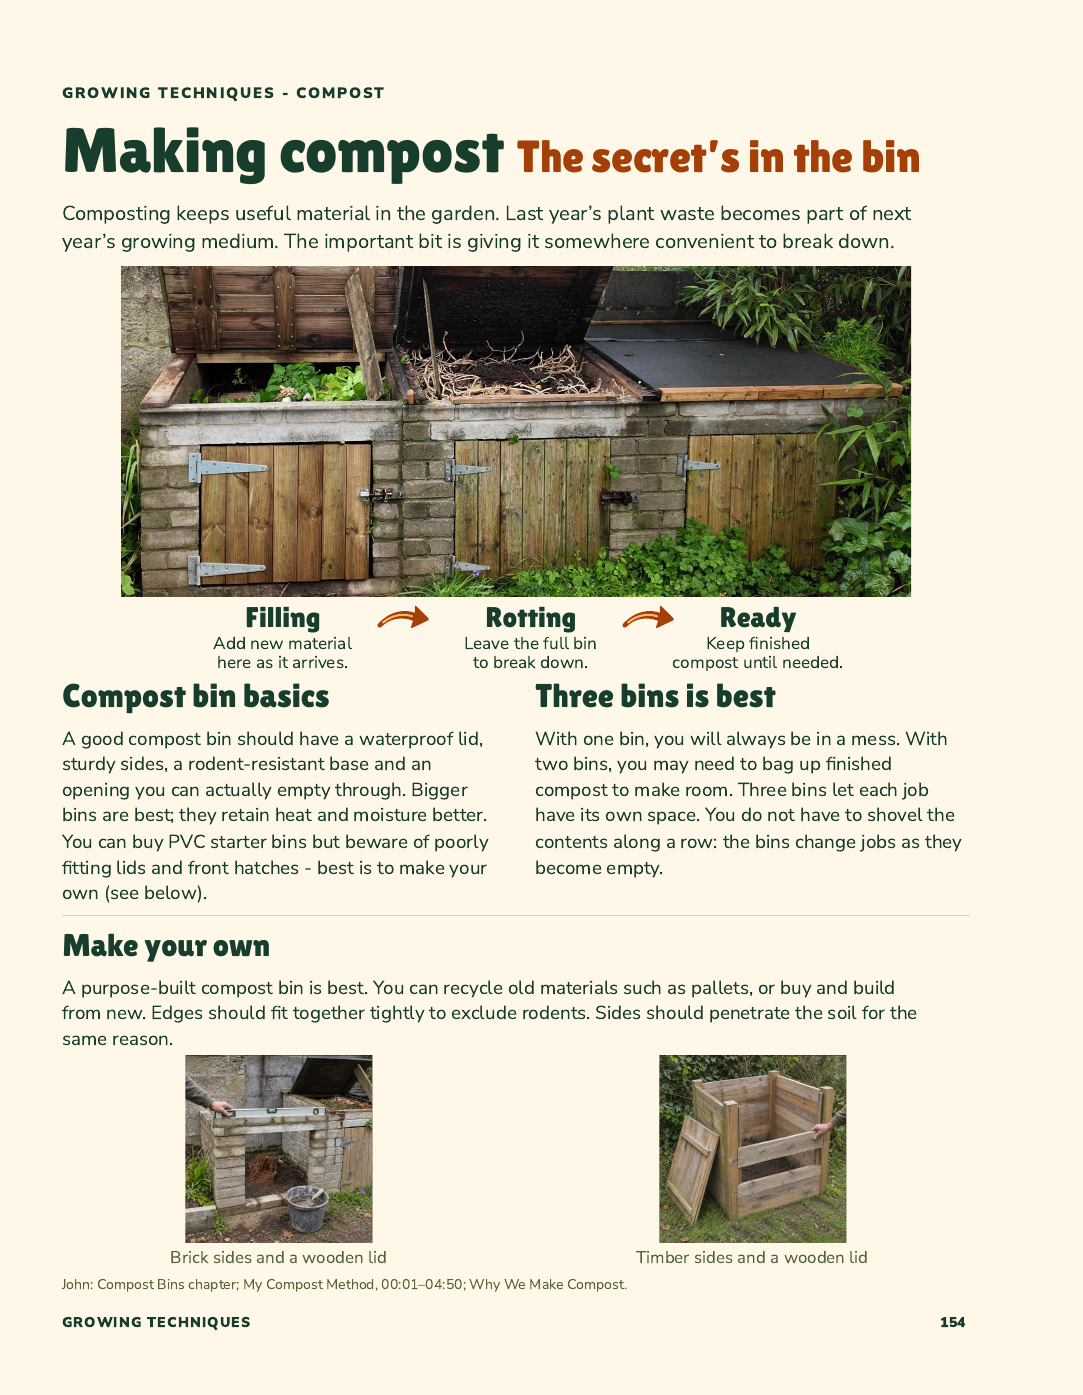 GROWING TECHNIQUES - COMPOST
Making compost The secret's in the bin
Composting keeps useful material in the garden. Last year’s plant waste becomes part of next
year’s growing medium. The important bit is giving it somewhere convenient to break down.
Filling
Add new material
here as it arrives.
Rotting
Leave the full bin
to break down.
Ready
Keep finished
compost until needed.
Compost bin basics
A good compost bin should have a waterproof lid,
sturdy sides, a rodent-resistant base and an
opening you can actually empty through. Bigger
bins are best; they retain heat and moisture better.
You can buy PVC starter bins but beware of poorly
fitting lids and front hatches - best is to make your
own (see below).
Three bins is best
With one bin, you will always be in a mess. With
two bins, you may need to bag up finished
compost to make room. Three bins let each job
have its own space. You do not have to shovel the
contents along a row: the bins change jobs as they
become empty.
Make your own
A purpose-built compost bin is best. You can recycle old materials such as pallets, or buy and build
from new. Edges should fit together tightly to exclude rodents. Sides should penetrate the soil for the
same reason.
Brick sides and a wooden lid
Timber sides and a wooden lid
John: Compost Bins chapter; My Compost Method, 00:01–04:50; Why We Make Compost.
GROWING TECHNIQUES
154